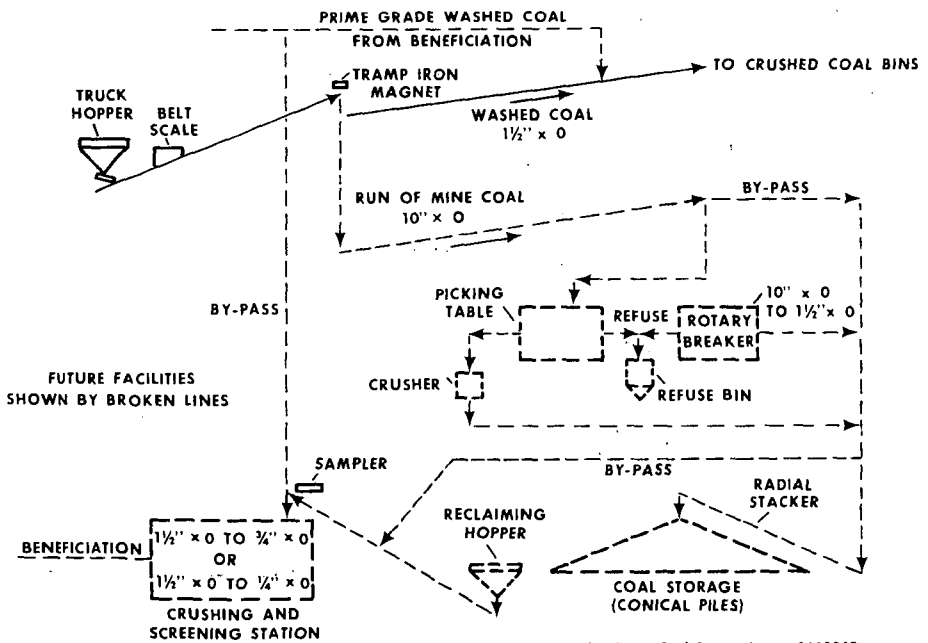 PRIME GRADE WASHED COAL
FROM BENEFICIATION
TRAMP IRON
MAGNET
TO CRUSHED COAL BINS
TRUCK
HOPPER
BELT
SCALE
WASHED COAL
1½" x 0
RUN OF MINE COAL
10" x 0
BY-PASS
BY-PASS
PICKING
TABLE
REFUSE
ROTARY
BREAKER
10" x 0
TO 1½" x 0
CRUSHER
REFUSE BIN
FUTURE FACILITIES
SHOWN BY BROKEN LINES
SAMPLER
BY-PASS
RADIAL
STACKER
RECLAIMING
HOPPER
BENEFICIATION
1½" x 0 TO ¾" x 0
OR
1½" x 0 TO ¼" x 0
CRUSHING AND
SCREENING STATION
COAL STORAGE
(CONICAL PILES)